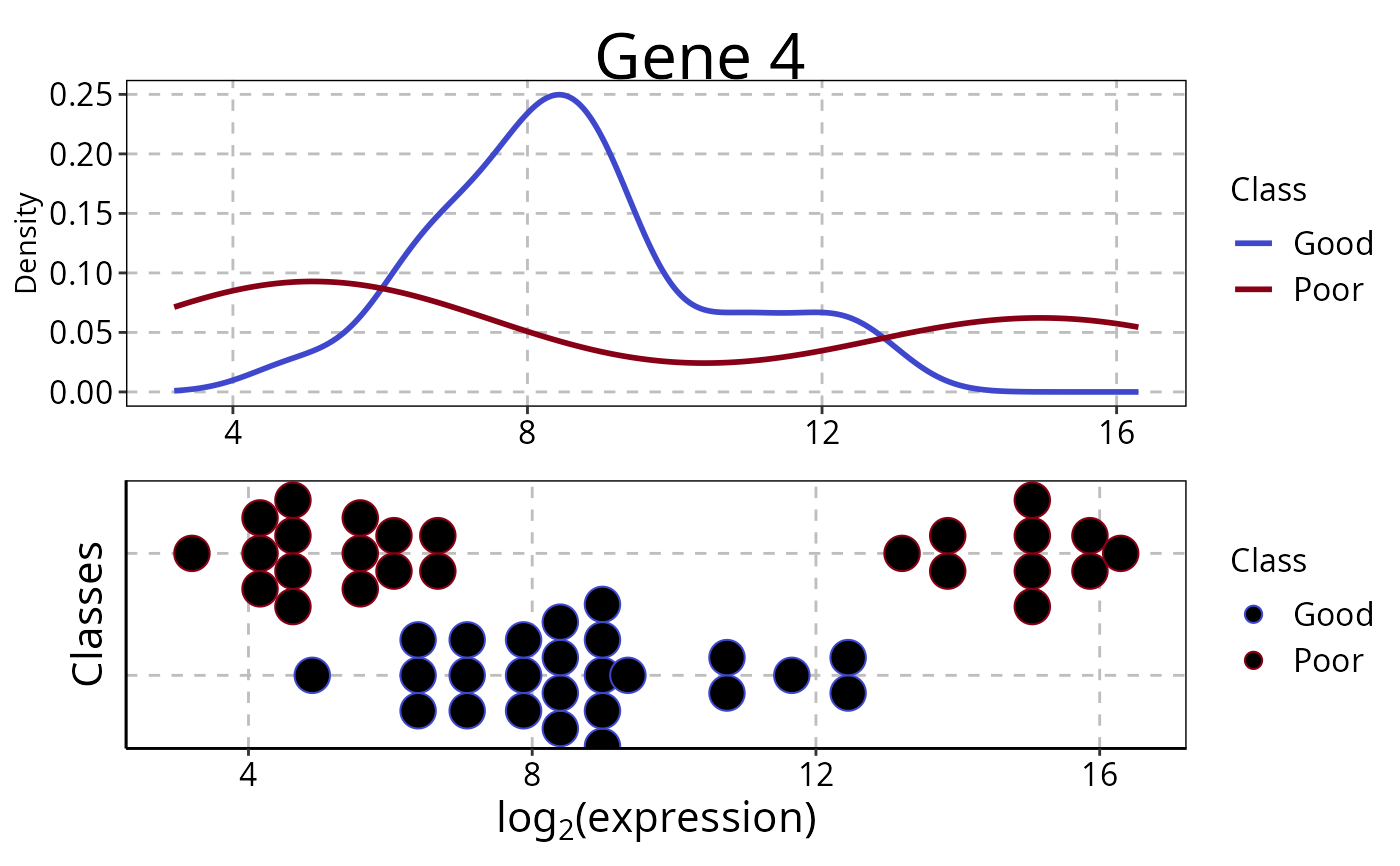 Gene 4
Density
0.25
0.20
0.15
0.10
0.05
0.00
4 8 12 16
Class
Good
Poor
Classes
4 8 12 16
log₂(expression)
Class
Good
Poor